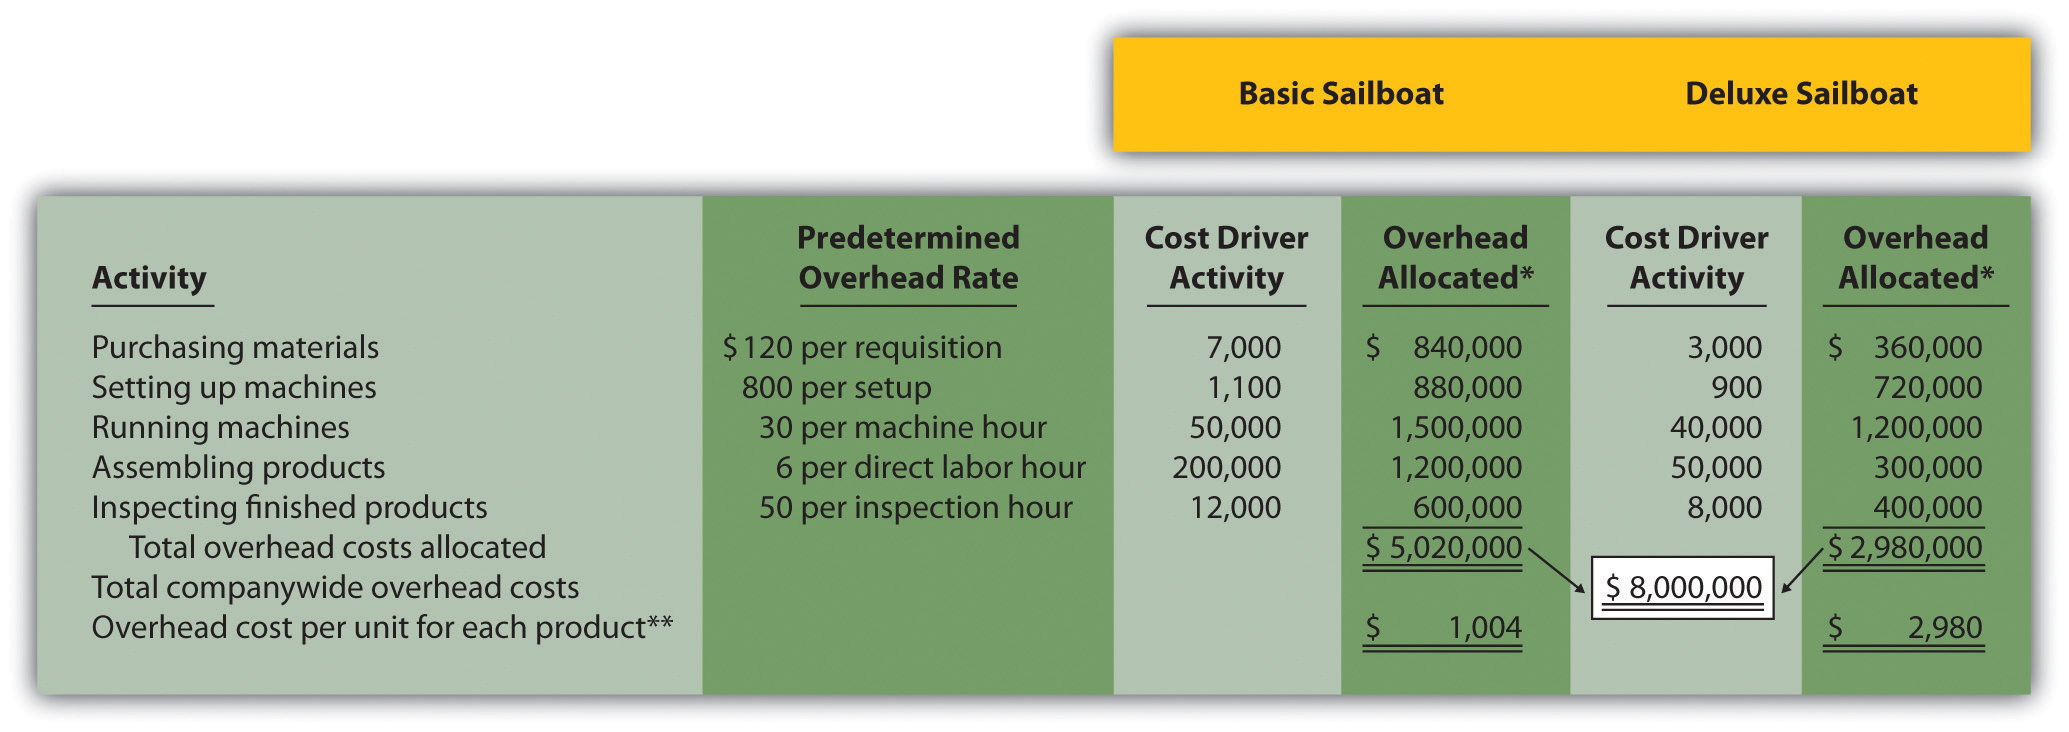 Basic Sailboat Deluxe Sailboat
Predetermined Cost Driver Overhead Cost Driver Overhead
Activity Overhead Rate Activity Allocated* Activity Allocated*
Purchasing materials $120 per requisition 7,000 $ 840,000 3,000 $ 360,000
Setting up machines 800 per setup 1,100 880,000 900 720,000
Running machines 30 per machine hour 50,000 1,500,000 40,000 1,200,000
Assembling products 6 per direct labor hour 200,000 1,200,000 50,000 300,000
Inspecting finished products 50 per inspection hour 12,000 600,000 8,000 400,000
Total overhead costs allocated $ 5,020,000 $ 2,980,000
Total companywide overhead costs $ 8,000,000
Overhead cost per unit for each product** $ 1,004 $ 2,980